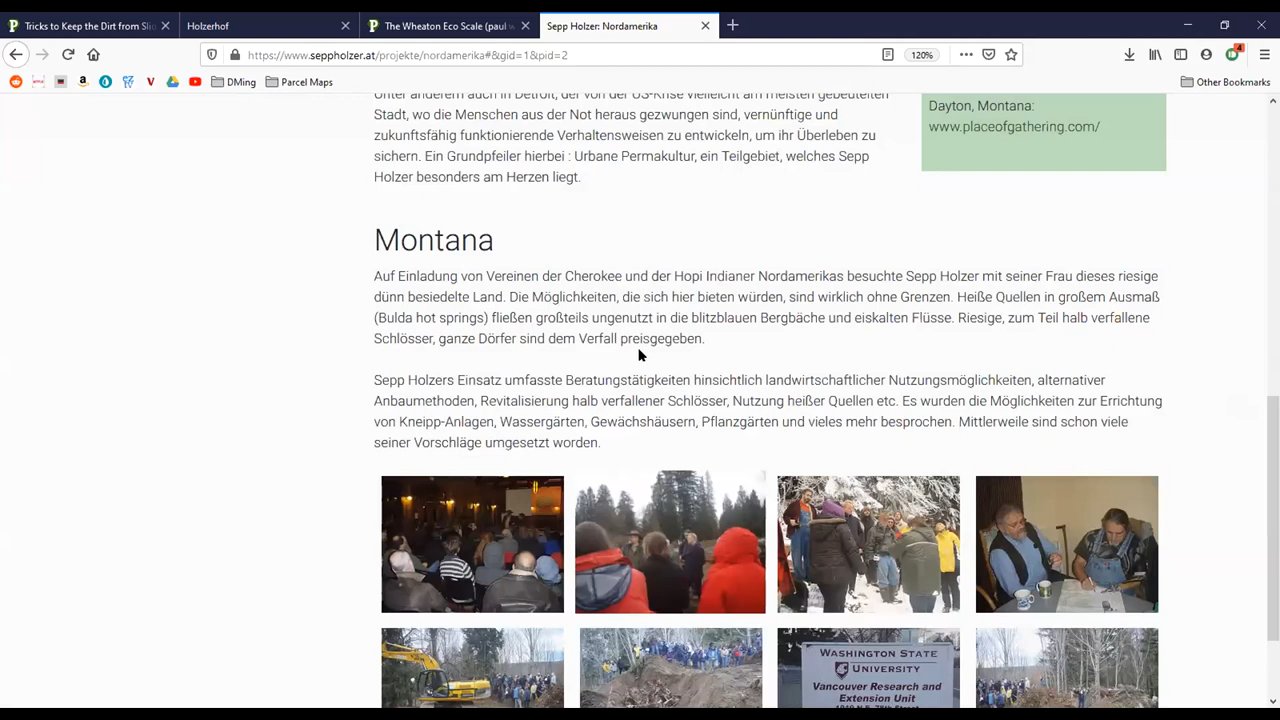 Tricks to Keep the Dirt from Slid
Holzerhof
The Wheaton Eco Scale (paul w
Sepp Holzer: Nordamerika
https://www.seppholzer.at/projekte/nordamerika#&gid=1&pid=2
120%
4
DMing
Parcel Maps
Other Bookmarks
Unter anderem auch in Detroit, der von der US-Krise vielleicht am meisten gebeutelten
Stadt, wo die Menschen aus der Not heraus gezwungen sind, vernünftige und
zukunftsfähig funktionierende Verhaltensweisen zu entwickeln, um ihr Überleben zu
sichern. Ein Grundpfeiler hierbei : Urbane Permakultur, ein Teilgebiet, welches Sepp
Holzer besonders am Herzen liegt.
Dayton, Montana:
www.placeofgathering.com/
Montana
Auf Einladung von Vereinen der Cherokee und der Hopi Indianer Nordamerikas besuchte Sepp Holzer mit seiner Frau dieses riesige
dünn besiedelte Land. Die Möglichkeiten, die sich hier bieten würden, sind wirklich ohne Grenzen. Heiße Quellen in großem Ausmaß
(Bulda hot springs) fließen großteils ungenutzt in die blitzblauen Bergbäche und eiskalten Flüsse. Riesige, zum Teil halb verfallene
Schlösser, ganze Dörfer sind dem Verfall preisgegeben.
Sepp Holzers Einsatz umfasste Beratungstätigkeiten hinsichtlich landwirtschaftlicher Nutzungsmöglichkeiten, alternativer
Anbaumethoden, Revitalisierung halb verfallener Schlösser, Nutzung heißer Quellen etc. Es wurden die Möglichkeiten zur Errichtung
von Kneipp-Anlagen, Wassergärten, Gewächshäusern, Pflanzgärten und vieles mehr besprochen. Mittlerweile sind schon viele
seiner Vorschläge umgesetzt worden.
WASHINGTON STATE
UNIVERSITY
Vancouver Research and
Extension Unit